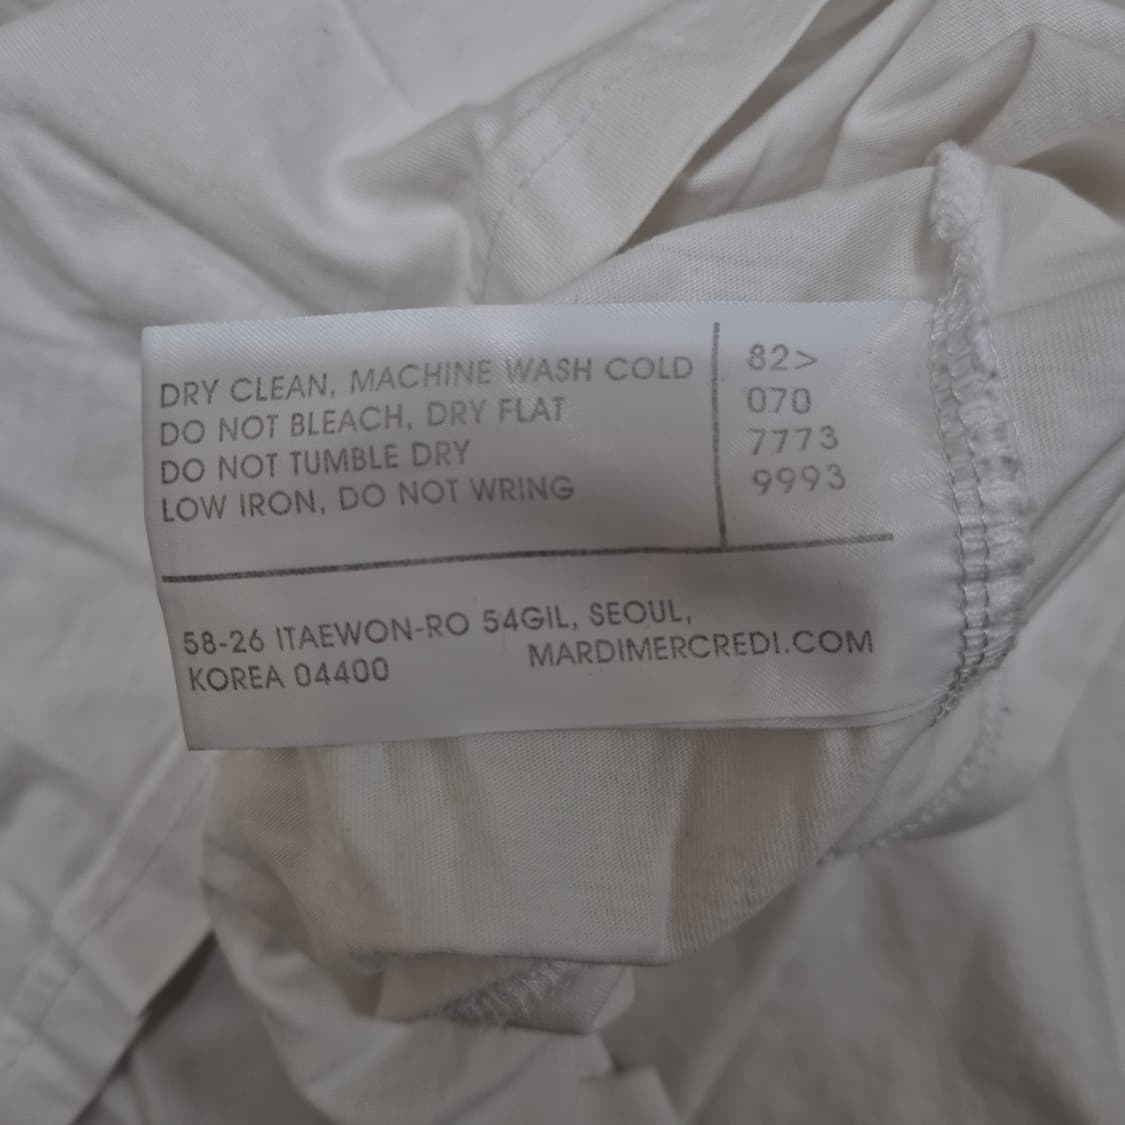 DRY CLEAN, MACHINE WASH COLD
DO NOT BLEACH, DRY FLAT
DO NOT TUMBLE DRY
LOW IRON, DO NOT WRING
82>
070
7773
9993
58-26 ITAEWON-RO 54GIL, SEOUL,
KOREA 04400
MARDIMERCREDI.COM